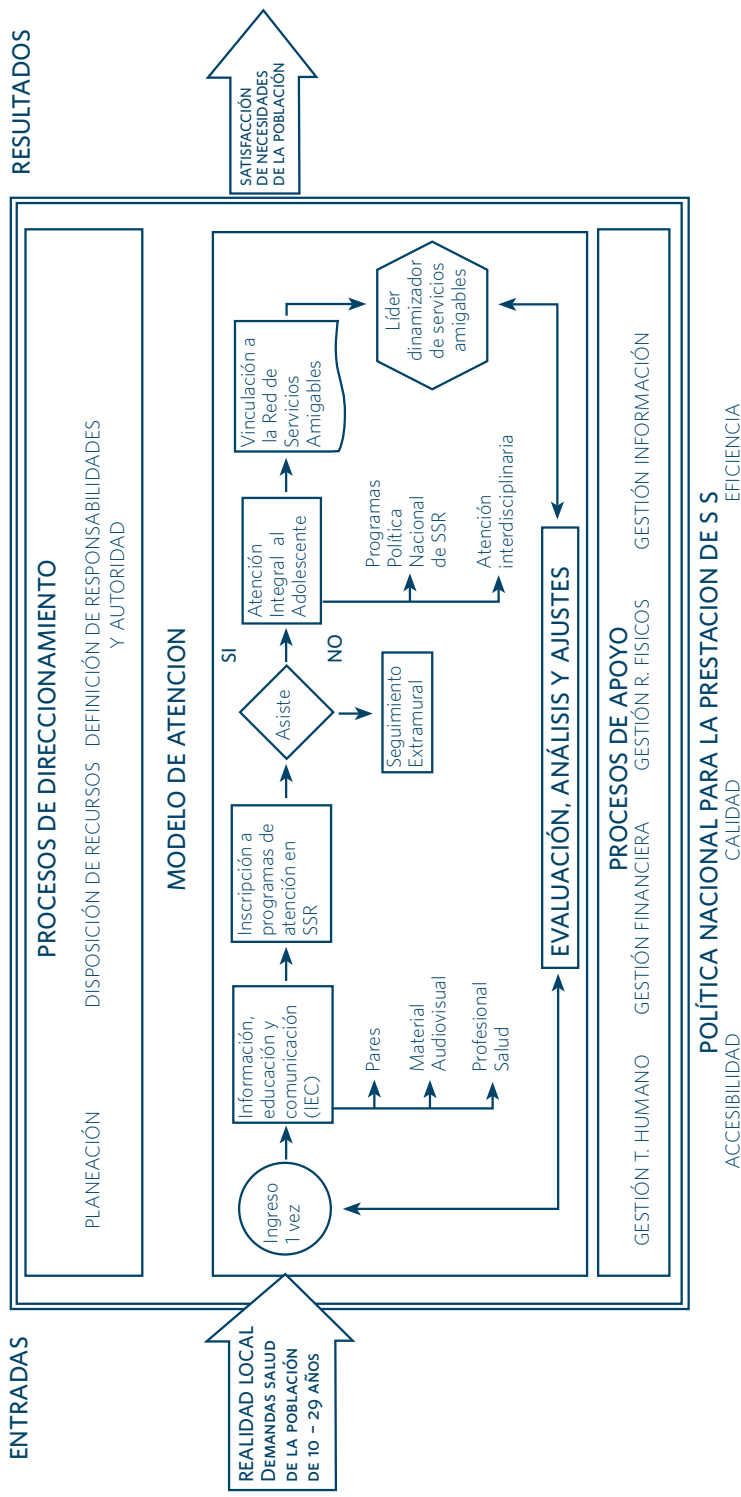 ENTRADAS
RESULTADOS
REALIDAD LOCAL
DEMANDAS SALUD
DE LA POBLACIÓN
DE 10 – 29 AÑOS
PROCESOS DE DIRECCIONAMIENTO
PLANEACIÓN
DISPOSICIÓN DE RECURSOS
DEFINICIÓN DE RESPONSABILIDADES
Y AUTORIDAD
MODELO DE ATENCION
Ingreso
1 vez
Información,
educación y
comunicación
(IEC)
Pares
Material
Audiovisual
Profesional
Salud
Inscripción a
programas de
atención en
SSR
Asiste
SI
NO
Seguimiento
Extramural
Atención
Integral al
Adolescente
Programas
Política
Nacional
de SSR
Atención
interdisciplinaria
Vinculación a
la Red de
Servicios
Amigables
Líder
dinamizador
de servicios
amigables
EVALUACIÓN, ANÁLISIS Y AJUSTES
PROCESOS DE APOYO
GESTIÓN T. HUMANO
GESTIÓN FINANCIERA
GESTIÓN R. FISICOS
GESTIÓN INFORMACIÓN
SATISFACCIÓN
DE NECESIDADES
DE LA POBLACIÓN
POLÍTICA NACIONAL PARA LA PRESTACION DE S S
ACCESIBILIDAD
CALIDAD
EFICIENCIA